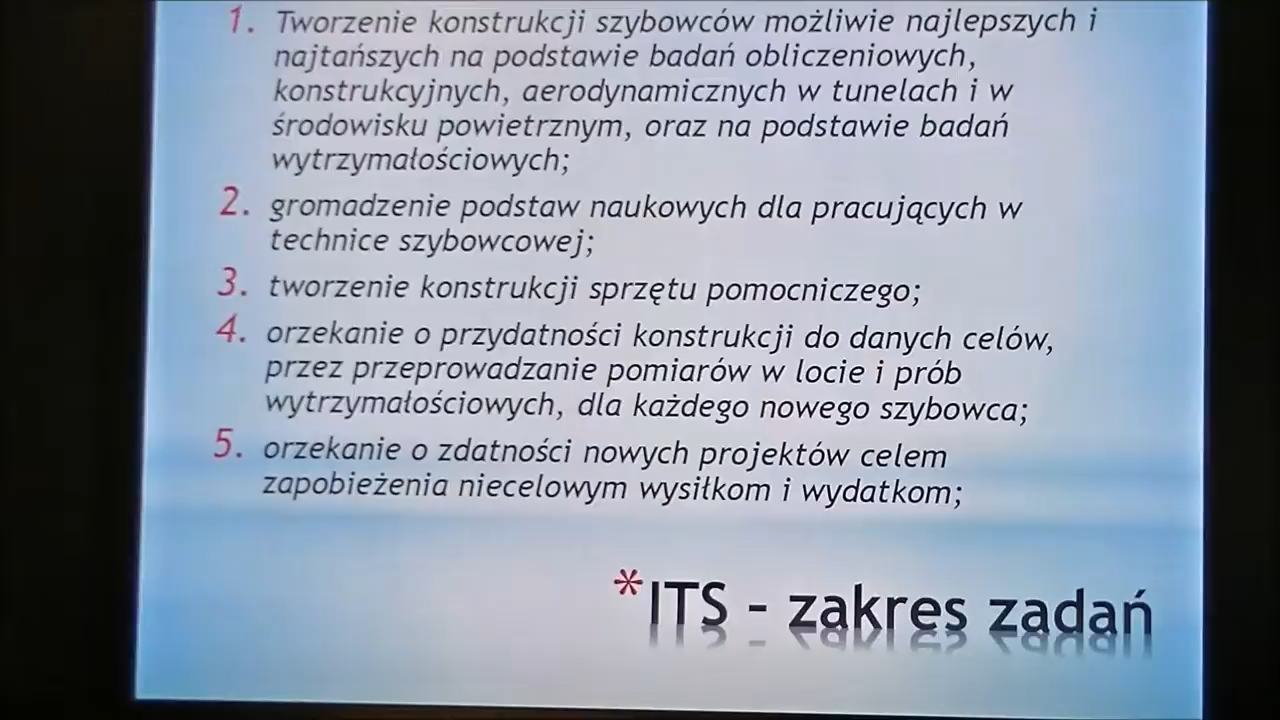 1. Tworzenie konstrukcji szybowców możliwie najlepszych i
najtańszych na podstawie badań obliczeniowych,
konstrukcyjnych, aerodynamicznych w tunelach i w
środowisku powietrznym, oraz na podstawie badań
wytrzymałościowych;
2. gromadzenie podstaw naukowych dla pracujących w
technice szybowcowej;
3. tworzenie konstrukcji sprzętu pomocniczego;
4. orzekanie o przydatności konstrukcji do danych celów,
przez przeprowadzanie pomiarów w locie i prób
wytrzymałościowych, dla każdego nowego szybowca;
5. orzekanie o zdatności nowych projektów celem
zapobieżenia niecelowym wysiłkom i wydatkom;
*ITS - zakres zadań